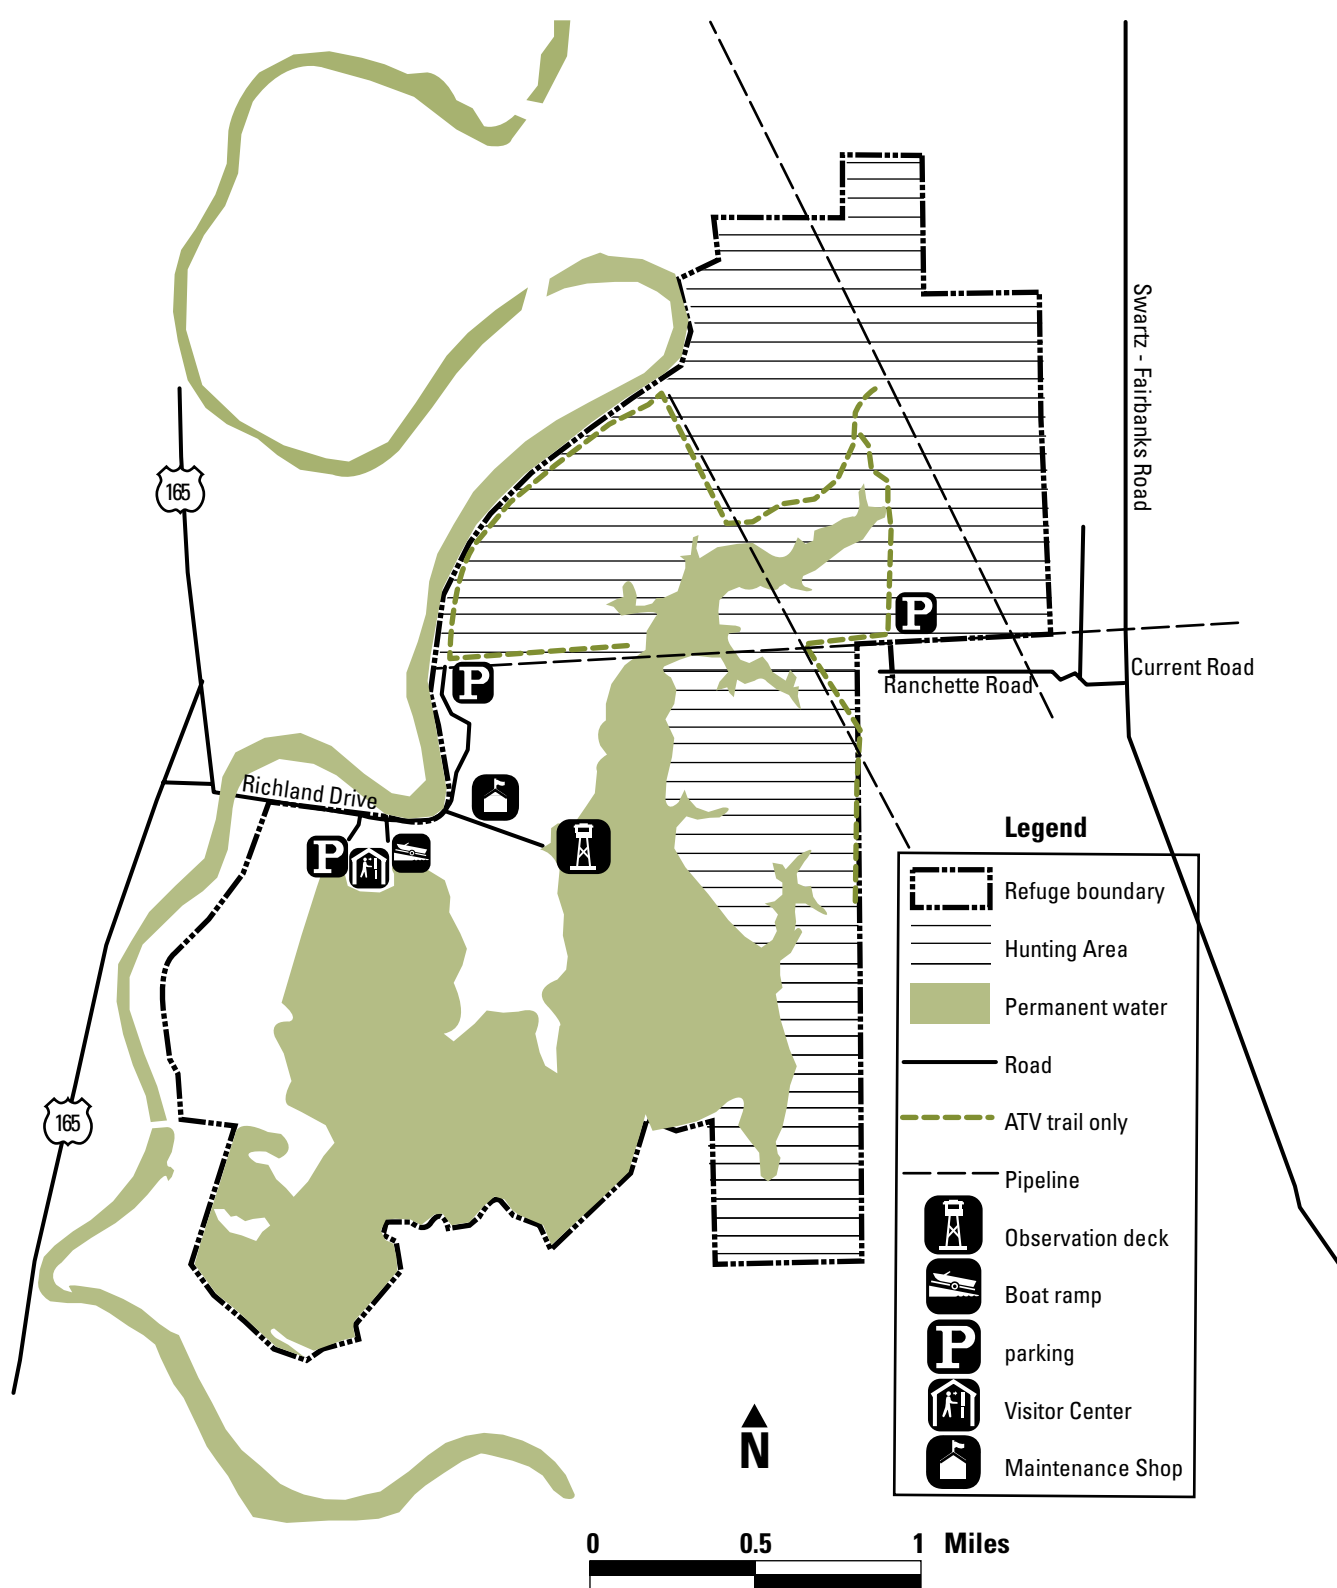 Swartz - Fairbanks Road
165
P
Current Road
Ranchette Road
P
Richland Drive
P
165
Legend
Refuge boundary
Hunting Area
Permanent water
Road
ATV trail only
Pipeline
Observation deck
Boat ramp
P parking
Visitor Center
Maintenance Shop
N
0 0.5 1 Miles